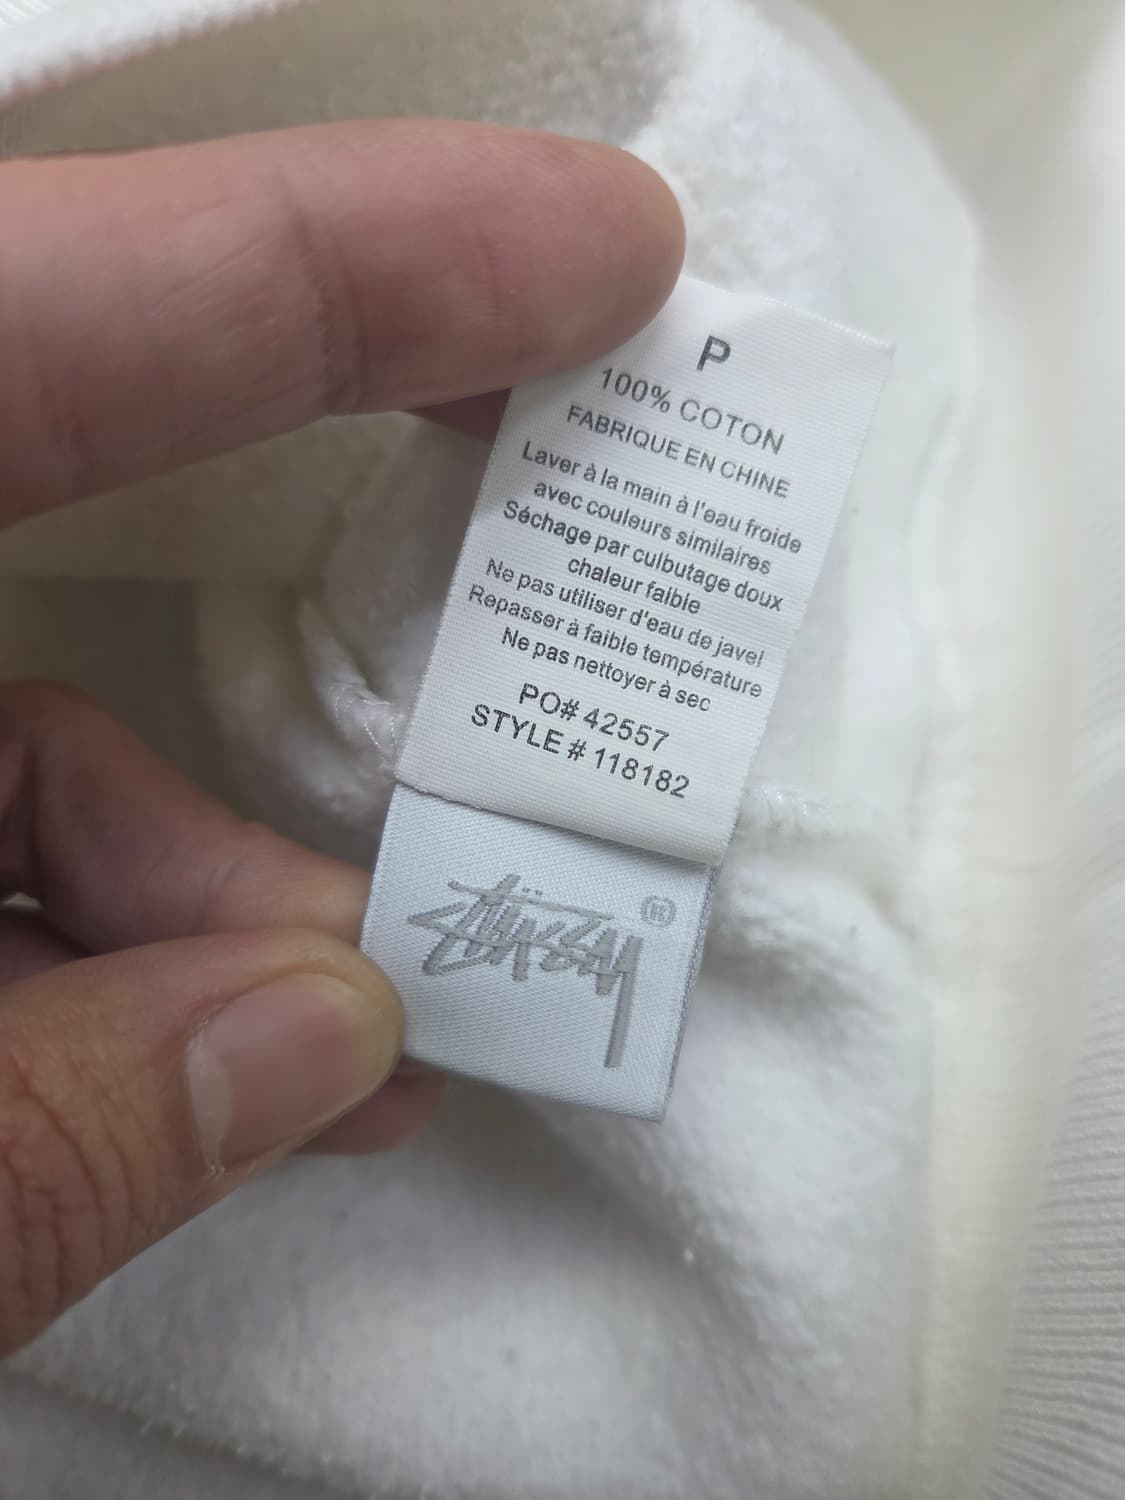 P
100% COTON
FABRIQUE EN CHINE
Laver à la main à l'eau froide
avec couleurs similaires
Séchage par culbutage doux
chaleur faible
Ne pas utiliser d'eau de javel
Repasser à faible température
Ne pas nettoyer à sec
PO# 42557
STYLE # 118182
Stüssy ®